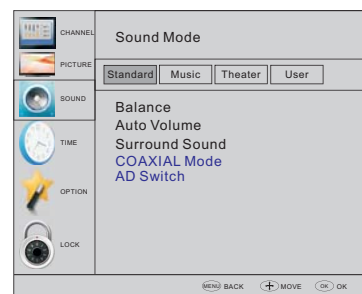 CHANNEL
PICTURE
SOUND
TIME
OPTION
LOCK
Sound Mode
Standard Music Theater User
Balance
Auto Volume
Surround Sound
COAXIAL Mode
AD Switch
MENU BACK MOVE OK OK